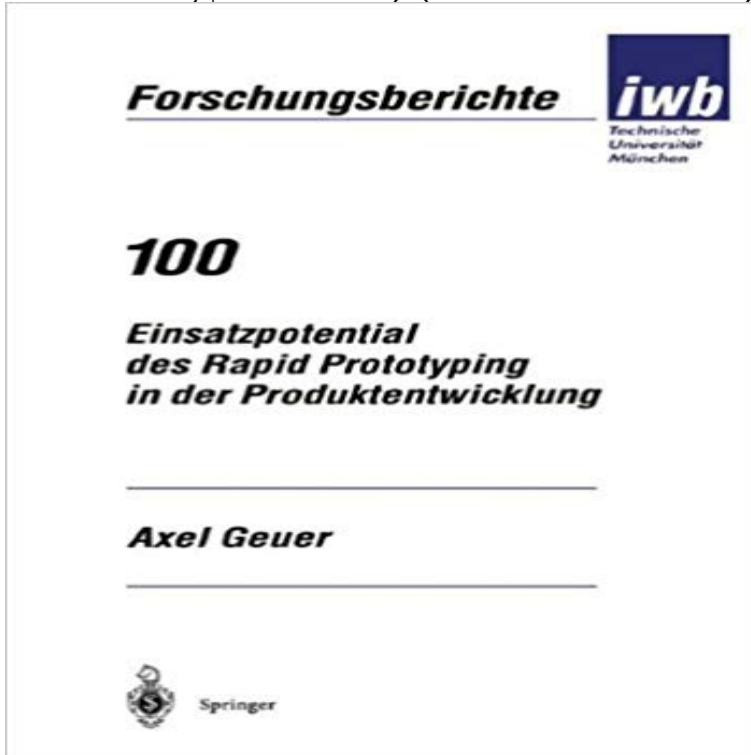 Forschungsberichte
iwb
Technische
Universität
München
100
Einsatzpotential
des Rapid Prototyping
in der Produktentwicklung
Axel Geuer
Springer